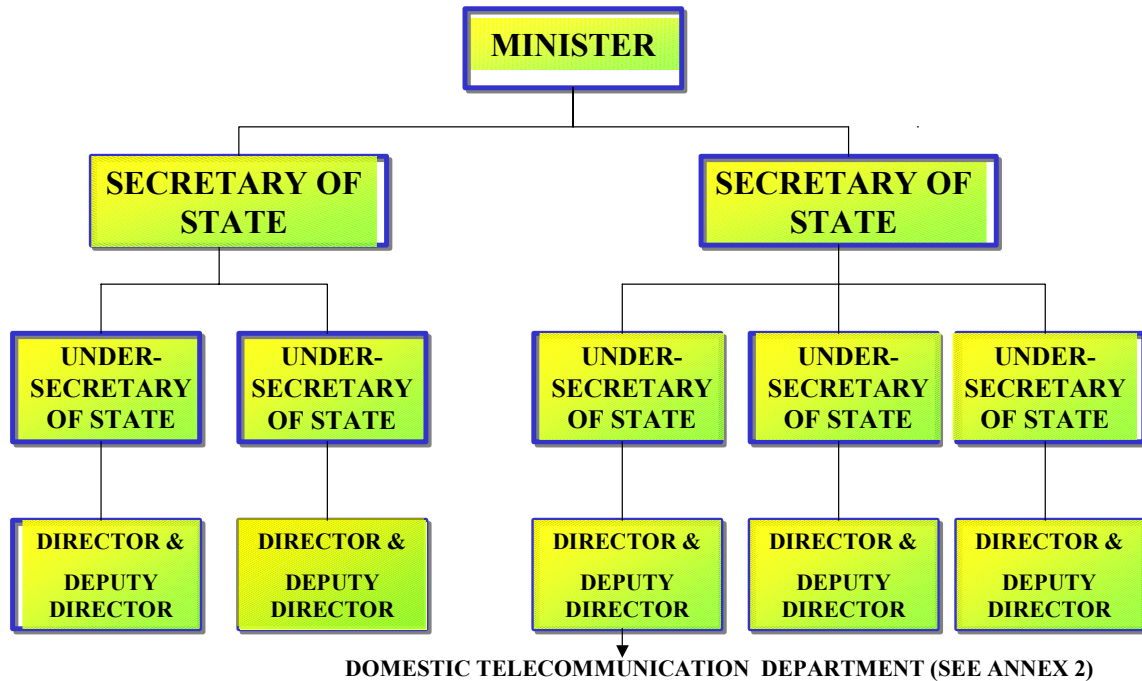 MINISTER
SECRETARY OF
STATE
SECRETARY OF
STATE
UNDER-
SECRETARY
OF STATE
UNDER-
SECRETARY
OF STATE
UNDER-
SECRETARY
OF STATE
UNDER-
SECRETARY
OF STATE
UNDER-
SECRETARY
OF STATE
DIRECTOR &
DEPUTY
DIRECTOR
DIRECTOR &
DEPUTY
DIRECTOR
DIRECTOR &
DEPUTY
DIRECTOR
DIRECTOR &
DEPUTY
DIRECTOR
DIRECTOR &
DEPUTY
DIRECTOR
DOMESTIC TELECOMMUNICATION DEPARTMENT (SEE ANNEX 2)